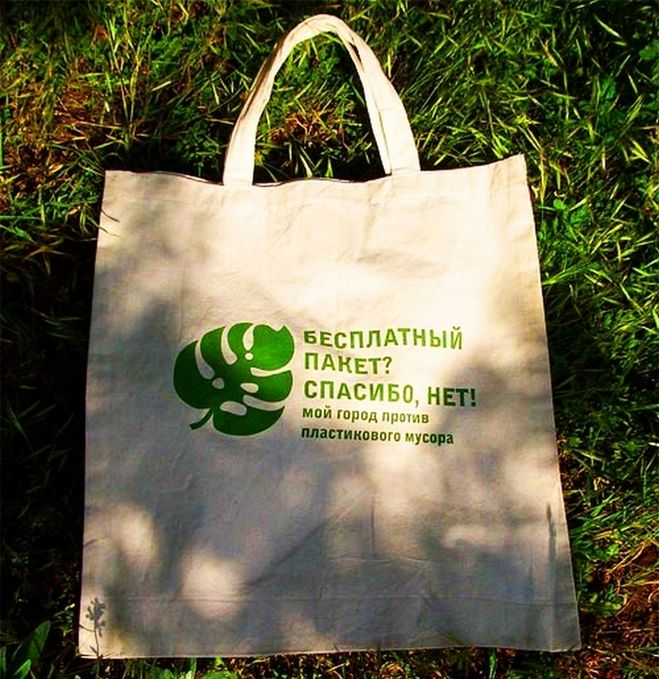 БЕСПЛАТНЫЙ
ПАКЕТ?
СПАСИБО, НЕТ!
мой город против
пластикового мусора